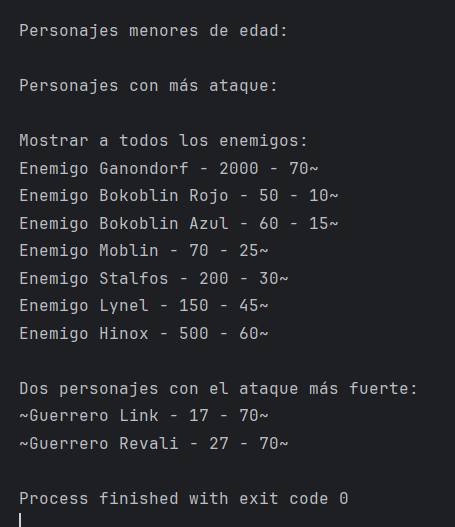 Personajes menores de edad:
Personajes con más ataque:
Mostrar a todos los enemigos:
Enemigo Ganondorf - 2000 - 70~
Enemigo Bokoblin Rojo - 50 - 10~
Enemigo Bokoblin Azul - 60 - 15~
Enemigo Moblin - 70 - 25~
Enemigo Stalfos - 200 - 30~
Enemigo Lynel - 150 - 45~
Enemigo Hinox - 500 - 60~
Dos personajes con el ataque más fuerte:
~Guerrero Link - 17 - 70~
~Guerrero Revali - 27 - 70~
Process finished with exit code 0